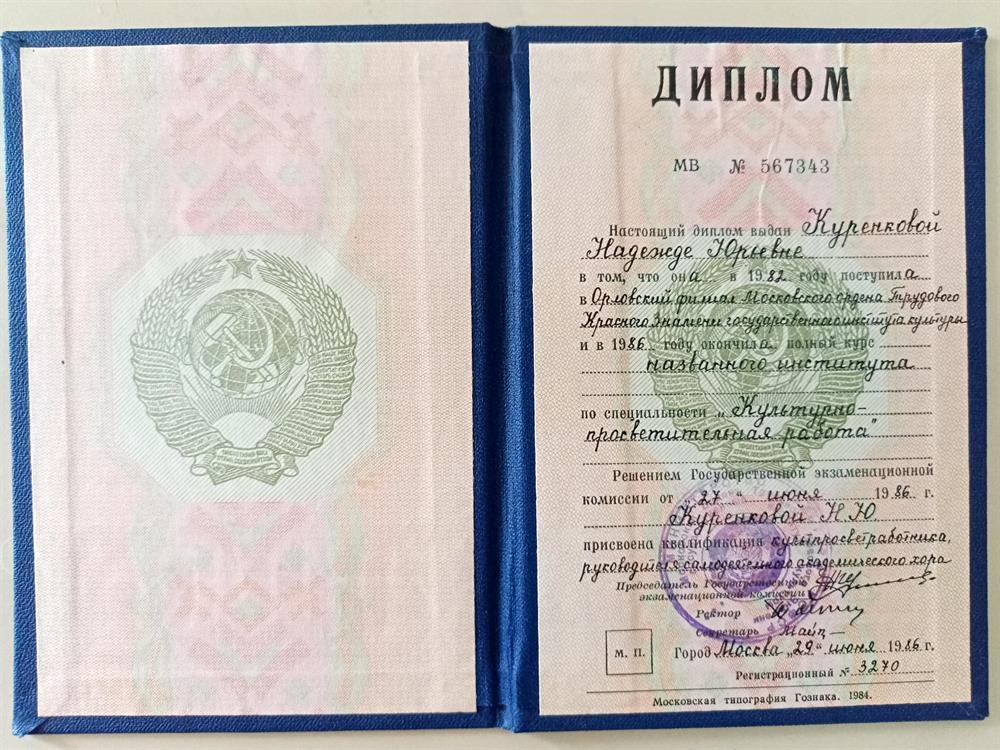 ДИПЛОМ
МВ № 567343
Настоящий диплом выдан Куренковой
Надежде Юрьевне
в том, что она в 1982 году поступила
в Орловский филиал Московского ордена Трудового
Красного Знамени государственного института культуры
и в 1986 году окончила полный курс
названного института
по специальности „Культурно-
просветительная работа"
Решением Государственной экзаменационной
комиссии от „27" июня 1986 г.
Куренковой Н.Ю.
присвоена квалификация культпросветработника,
руководителя самодеятельного академического хора
Председатель Государственной
экзаменационной комиссии
Ректор
Секретарь
М. П.
Город Москва „29" июня 1986 г.
Регистрационный № 3270
Московская типография Гознака. 1984.